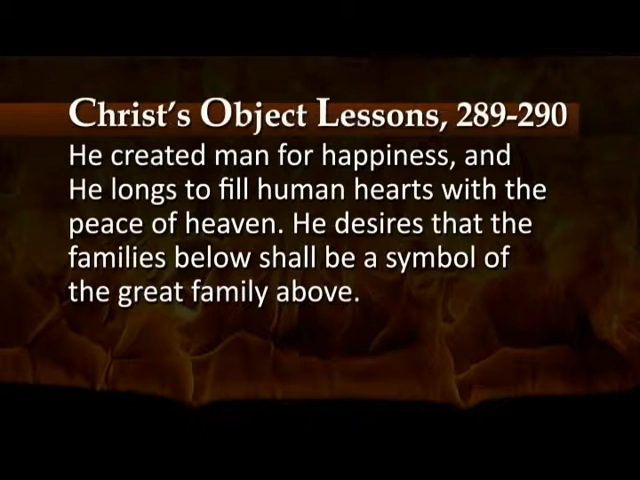 Christ's Object Lessons, 289-290
He created man for happiness, and
He longs to fill human hearts with the
peace of heaven. He desires that the
families below shall be a symbol of
the great family above.